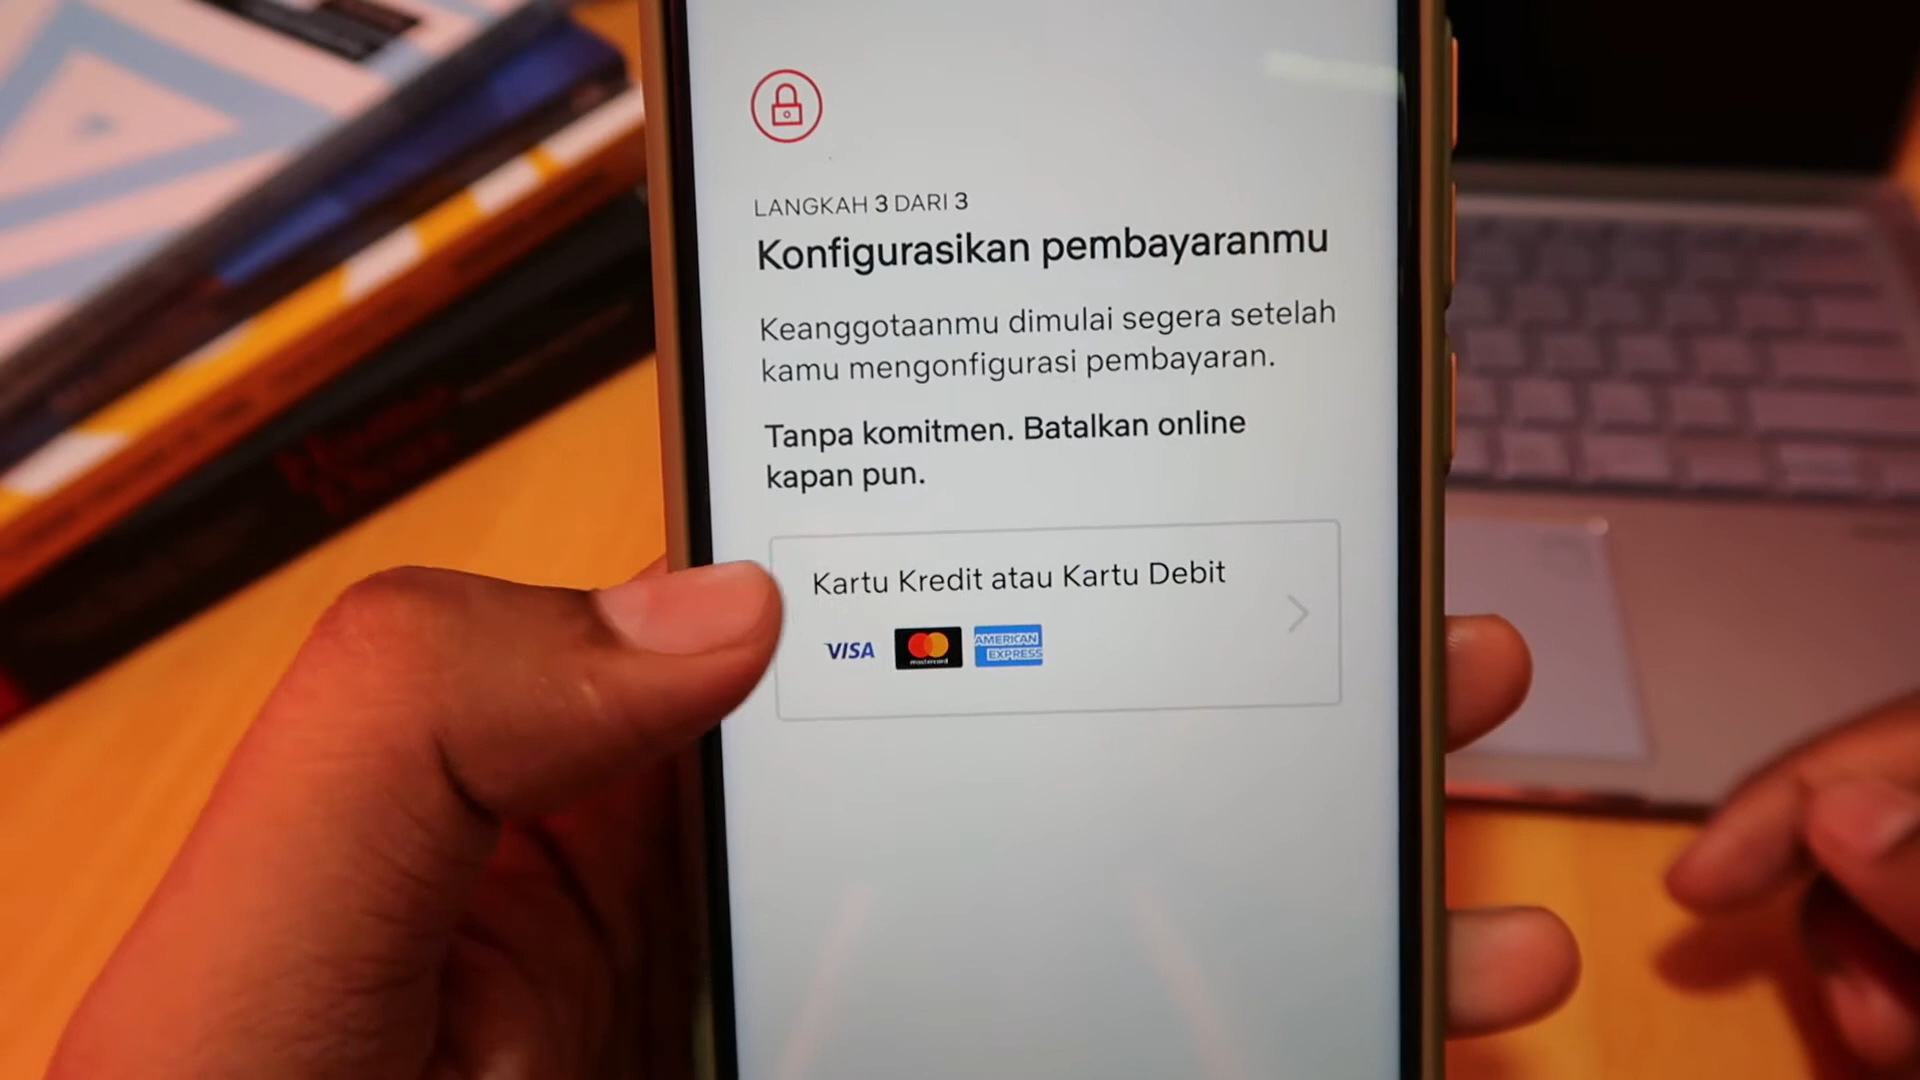 LANGKAH 3 DARI 3
Konfigurasikan pembayaranmu
Keanggotaanmu dimulai segera setelah
kamu mengonfigurasi pembayaran.
Tanpa komitmen. Batalkan online
kapan pun.
Kartu Kredit atau Kartu Debit
VISA mastercard AMERICAN EXPRESS